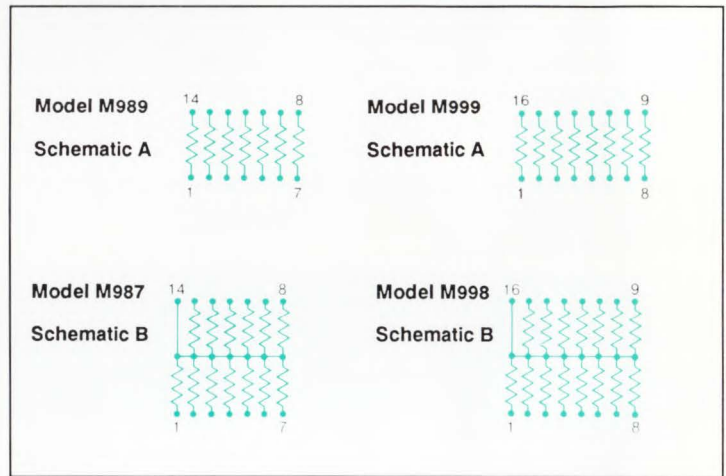 Model M989
Schematic A
14 8
1 7
Model M999
Schematic A
16 9
1 8
Model M987
Schematic B
14 8
1 7
Model M998
Schematic B
16 9
1 8